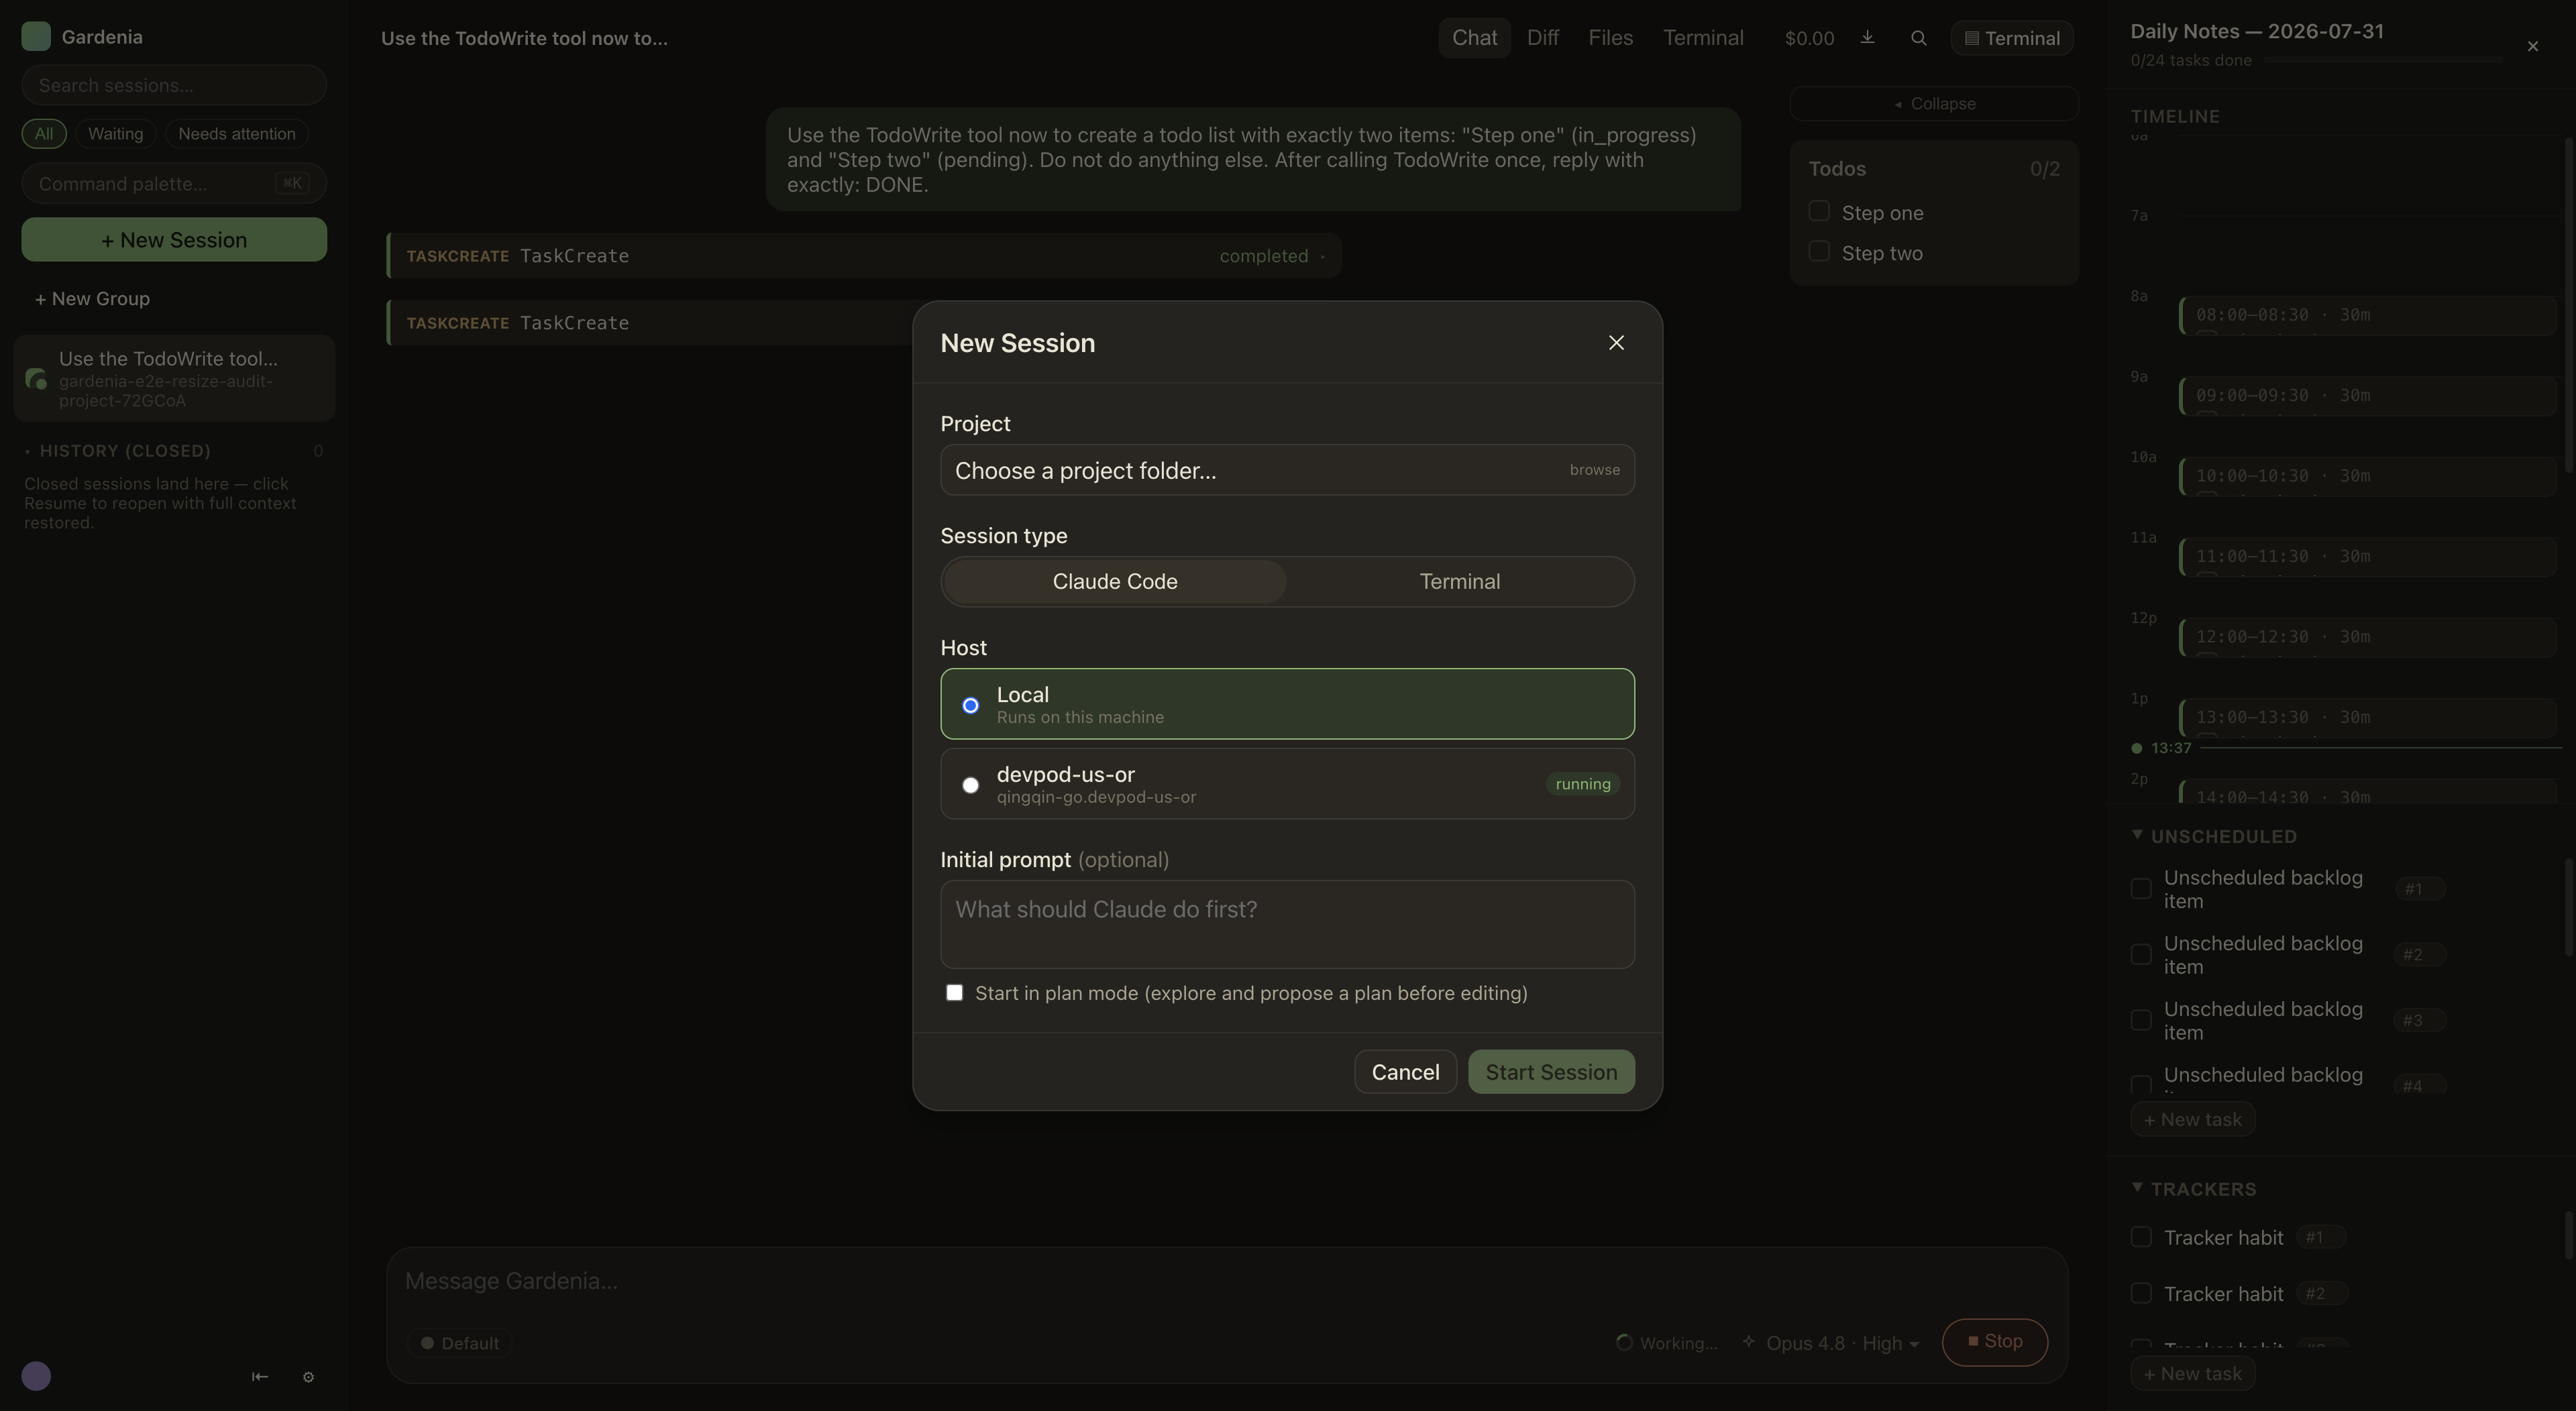 Gardenia
Search sessions...
All
Waiting
Needs attention
Command palette...
⌘K
+ New Session
+ New Group
Use the TodoWrite tool...
gardenia-e2e-resize-audit-
project-72GCoA
HISTORY (CLOSED)
0
Closed sessions land here — click
Resume to reopen with full context
restored.
Use the TodoWrite tool now to...
Chat
Diff
Files
Terminal
$0.00
Terminal
Use the TodoWrite tool now to create a todo list with exactly two items: "Step one" (in_progress)
and "Step two" (pending). Do not do anything else. After calling TodoWrite once, reply with
exactly: DONE.
TASKCREATE TaskCreate
completed
TASKCREATE TaskCreate
Collapse
Todos
0/2
Step one
Step two
New Session
Project
Choose a project folder...
browse
Session type
Claude Code
Terminal
Host
Local
Runs on this machine
devpod-us-or
qingqin-go.devpod-us-or
running
Initial prompt (optional)
What should Claude do first?
Start in plan mode (explore and propose a plan before editing)
Cancel
Start Session
Message Gardenia...
Default
Working...
Opus 4.8 · High
Stop
Daily Notes — 2026-07-31
0/24 tasks done
TIMELINE
7a
8a
08:00–08:30 · 30m
9a
09:00–09:30 · 30m
10a
10:00–10:30 · 30m
11a
11:00–11:30 · 30m
12p
12:00–12:30 · 30m
1p
13:00–13:30 · 30m
13:37
2p
14:00–14:30 · 30m
UNSCHEDULED
Unscheduled backlog
item
#1
Unscheduled backlog
item
#2
Unscheduled backlog
item
#3
Unscheduled backlog
#4
+ New task
TRACKERS
Tracker habit
#1
Tracker habit
#2
+ New task